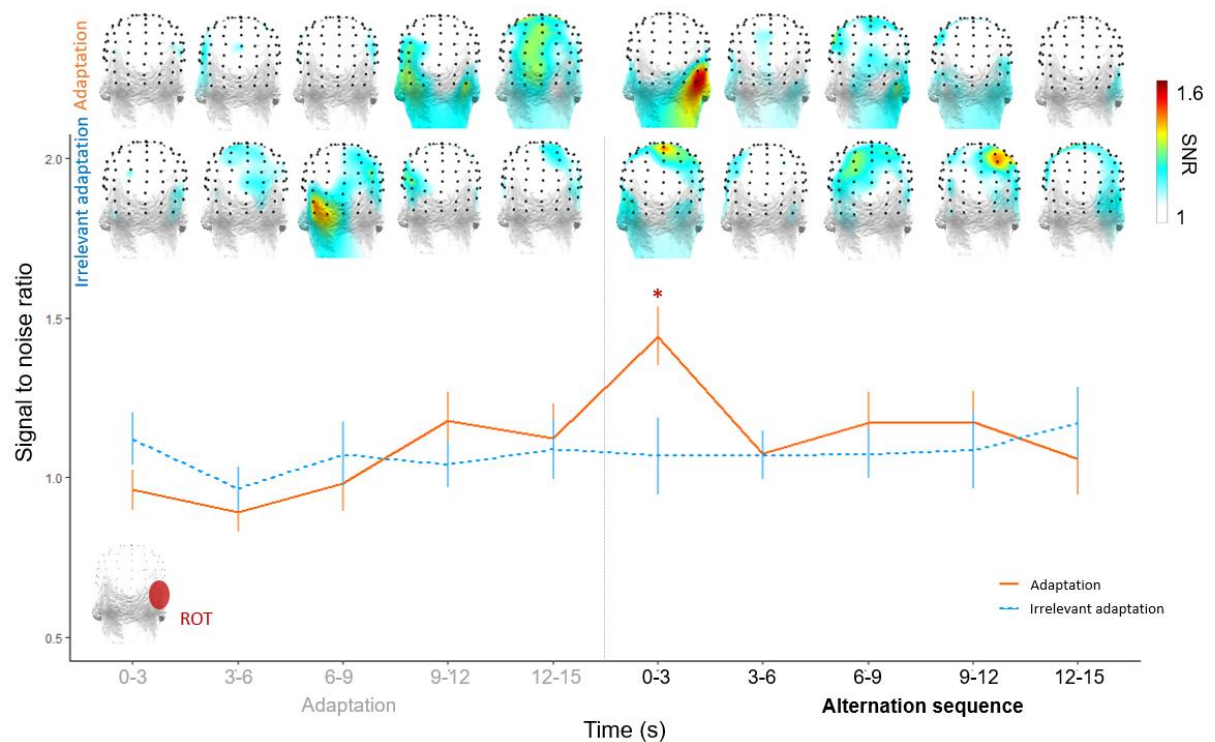 Adaptation
Irrelevant adaptation
1.6
SNR
1
Signal to noise ratio
2.0
1.5
*
1.0
0.5
ROT
Adaptation
Irrelevant adaptation
0-3 3-6 6-9 9-12 12-15 0-3 3-6 6-9 9-12 12-15
Adaptation Alternation sequence
Time (s)